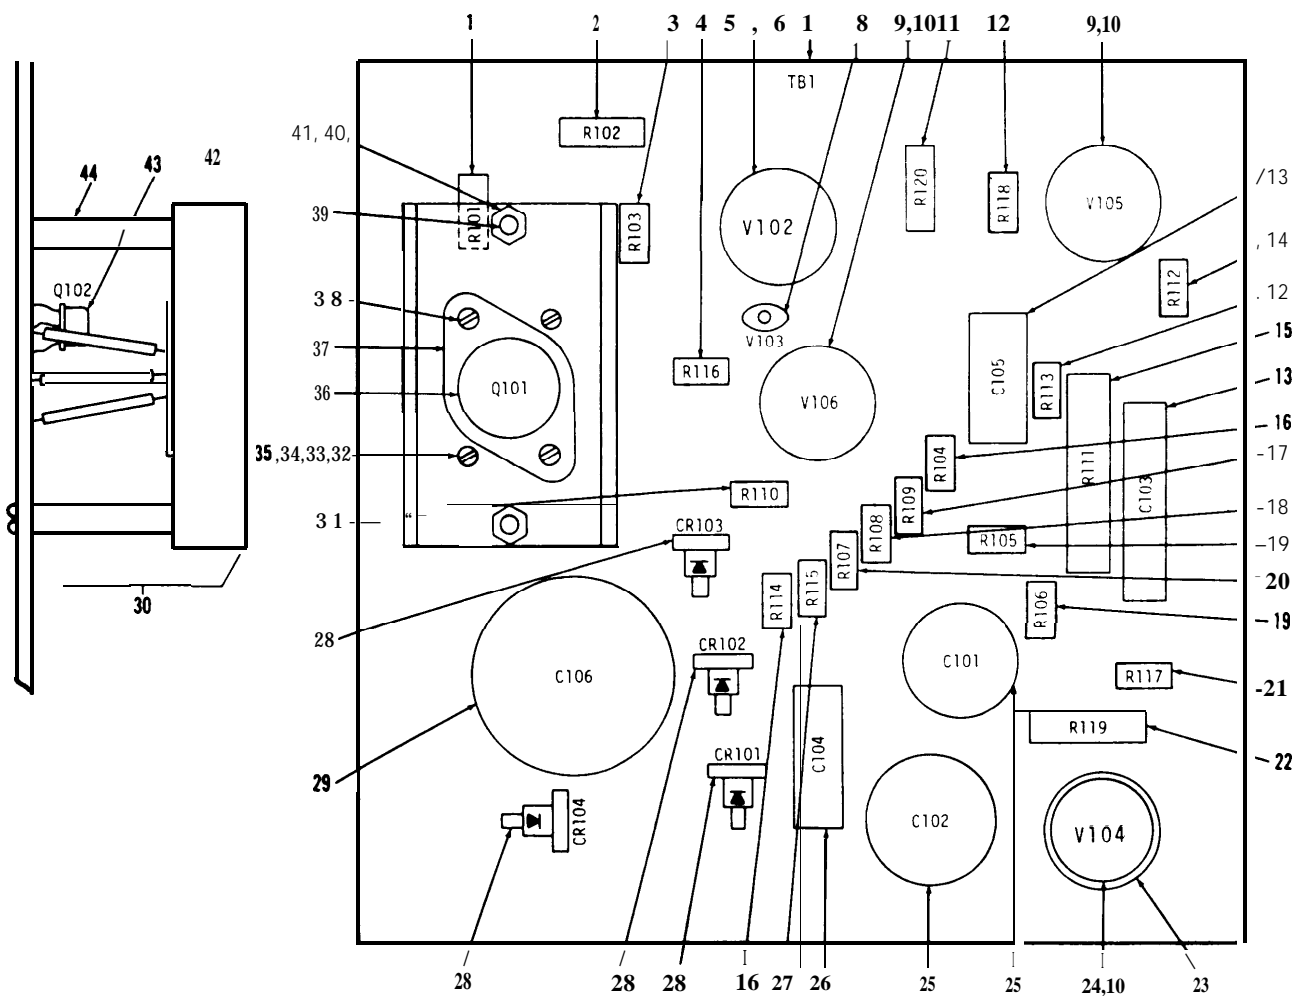 1 2 3 4 5 , 6 1 8 9,10 11 12 9,10
TB1
R102
41, 40,
42
43
44
/13
R120
R118
V105
R101
39
R103
V102
, 14
R112
Q102
38 -
. 12
V103
15
37
R116
C105
R113
13
Q101
36
V106
16
35 ,34,33,32
R104
R111
-17
C103
R110
R109
31 —
“
CR103
R108
-18
R105
-19
R107
20
30
R114
R115
R106
-19
28
CR102
C101
C106
R117
-21
R119
22
CR101
C104
29
CR104
C102
V104
28 28 28 16 27 26 25 25 24,10 23